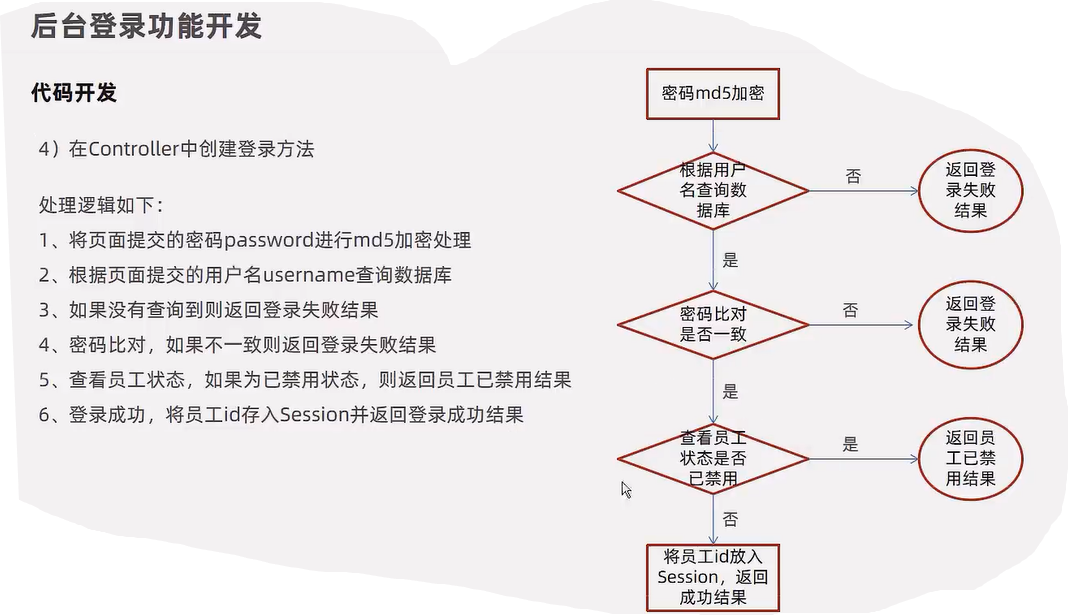 后台登录功能开发
代码开发
4）在Controller中创建登录方法
处理逻辑如下：
1、将页面提交的密码password进行md5加密处理
2、根据页面提交的用户名username查询数据库
3、如果没有查询到则返回登录失败结果
4、密码比对，如果不一致则返回登录失败结果
5、查看员工状态，如果为已禁用状态，则返回员工已禁用结果
6、登录成功，将员工id存入Session并返回登录成功结果
密码md5加密
根据用户
名查询数
据库
否
返回登
录失败
结果
是
密码比对
是否一致
否
返回登
录失败
结果
是
查看员工
状态是否
已禁用
是
返回员
工已禁
用结果
否
将员工id放入
Session，返回
成功结果